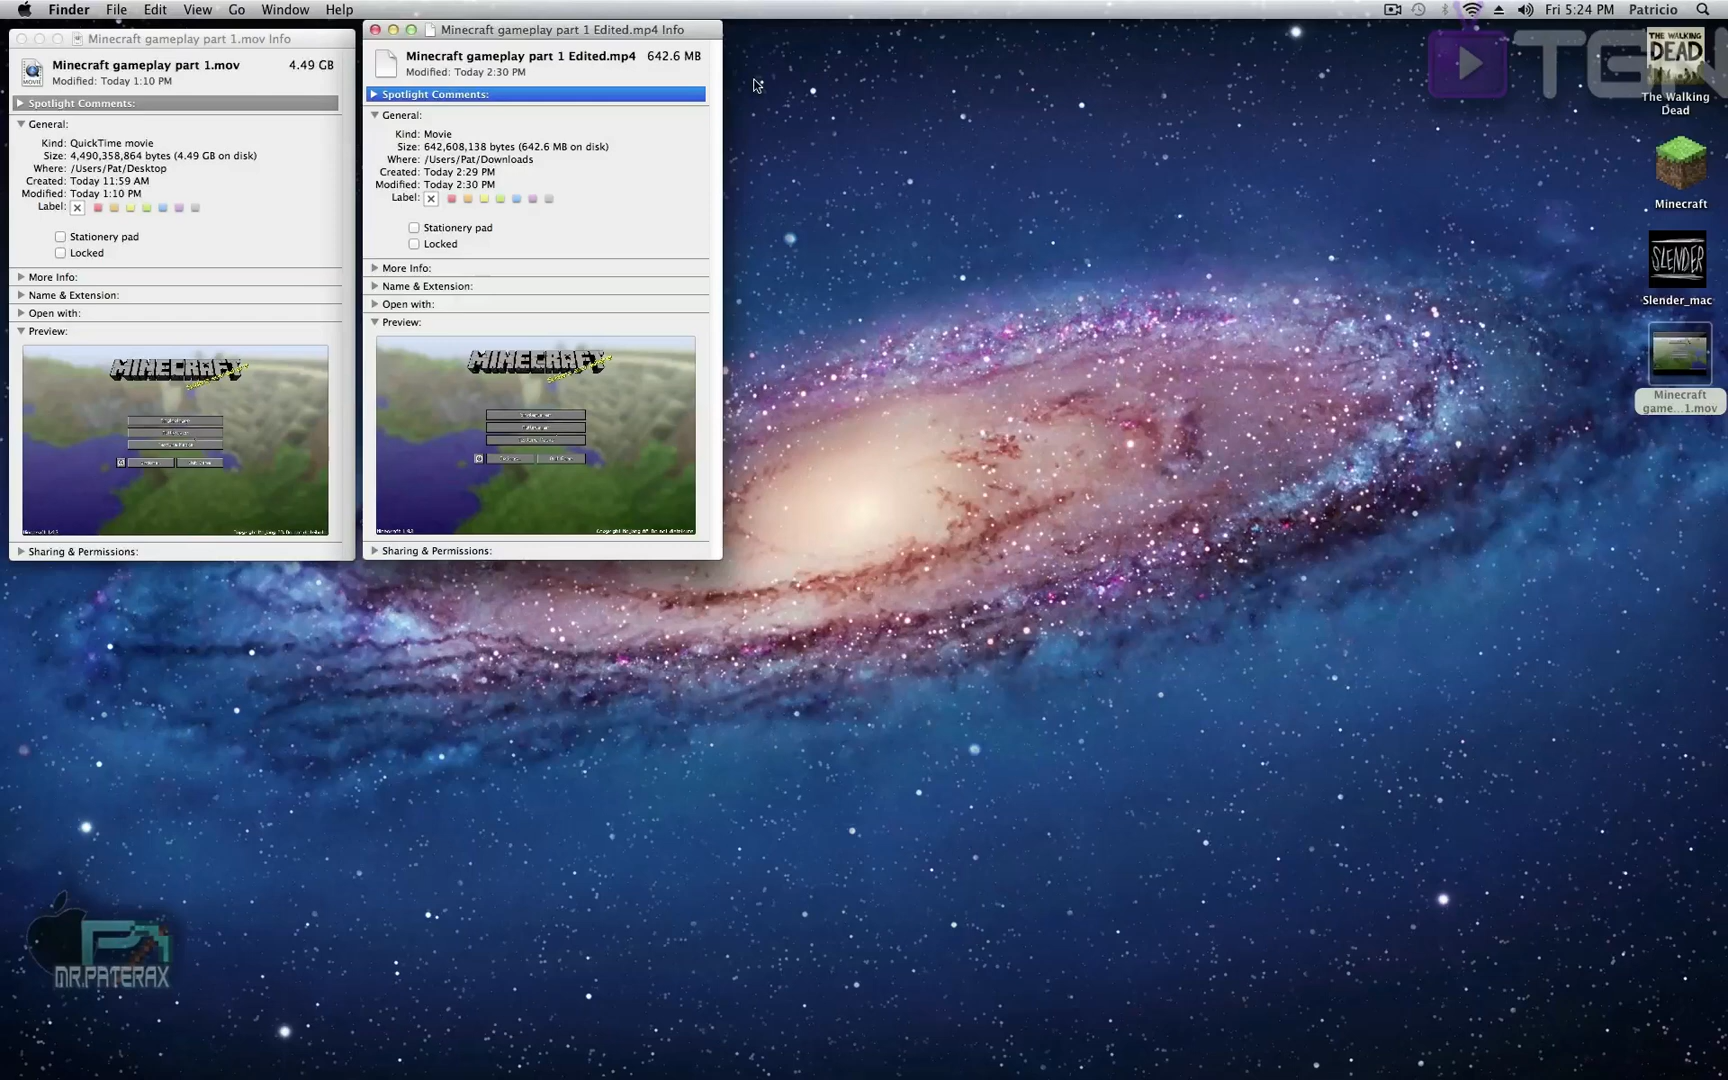 Finder File Edit View Go Window Help
Fri 5:24 PM Patricio
Minecraft gameplay part 1.mov Info
Minecraft gameplay part 1.mov 4.49 GB
Modified: Today 1:10 PM
Spotlight Comments:
General:
Kind: QuickTime movie
Size: 4,490,358,864 bytes (4.49 GB on disk)
Where: /Users/Pat/Desktop
Created: Today 11:59 AM
Modified: Today 1:10 PM
Label:
Stationery pad
Locked
More Info:
Name & Extension:
Open with:
Preview:
MINECRAFT
Sharing & Permissions:
Minecraft gameplay part 1 Edited.mp4 Info
Minecraft gameplay part 1 Edited.mp4 642.6 MB
Modified: Today 2:30 PM
Spotlight Comments:
General:
Kind: Movie
Size: 642,608,138 bytes (642.6 MB on disk)
Where: /Users/Pat/Downloads
Created: Today 2:29 PM
Modified: Today 2:30 PM
Label:
Stationery pad
Locked
More Info:
Name & Extension:
Open with:
Preview:
MINECRAFT
Sharing & Permissions:
TGN
THE WALKING
DEAD
The Walking
Dead
Minecraft
SLENDER
Slender_mac
Minecraft
game...1.mov
MR.PATERAX